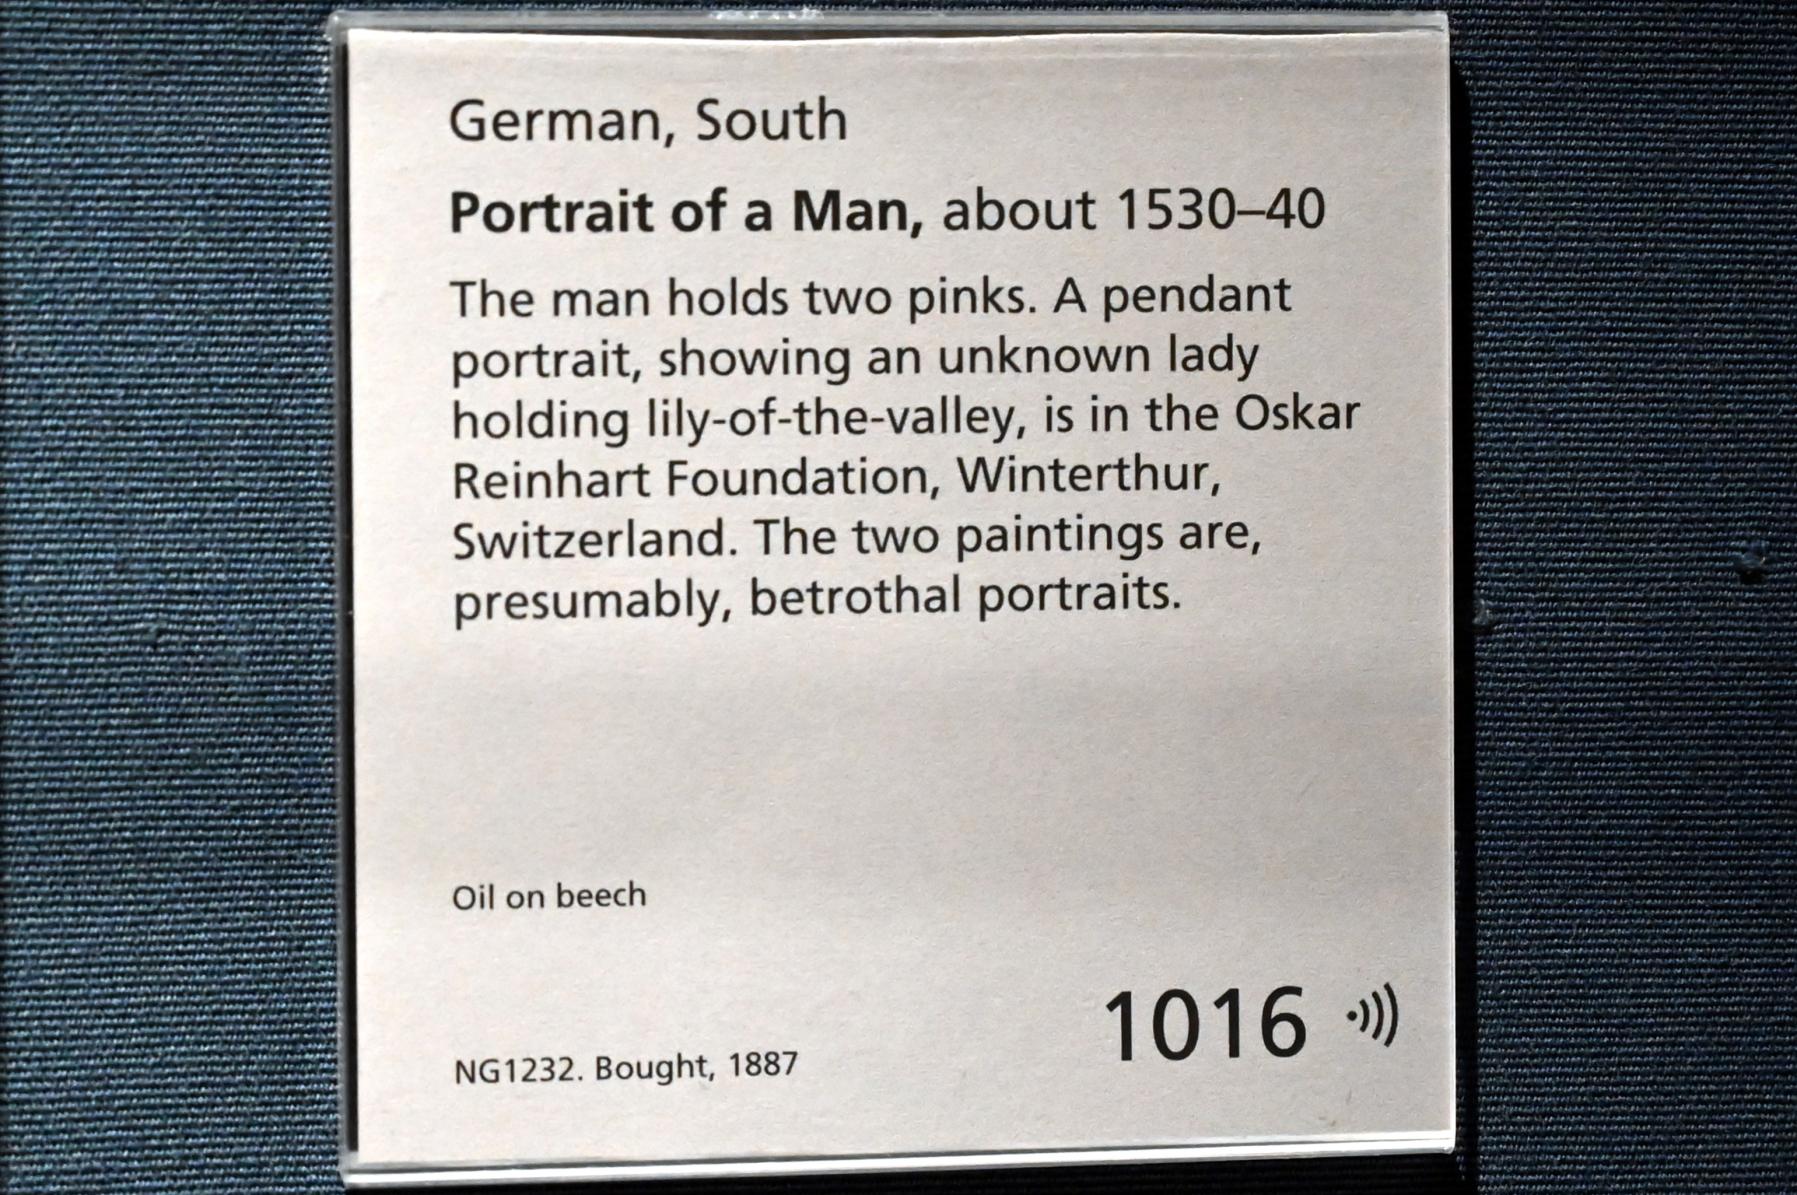 German, South
Portrait of a Man, about 1530–40
The man holds two pinks. A pendant
portrait, showing an unknown lady
holding lily-of-the-valley, is in the Oskar
Reinhart Foundation, Winterthur,
Switzerland. The two paintings are,
presumably, betrothal portraits.
Oil on beech
1016
NG1232. Bought, 1887